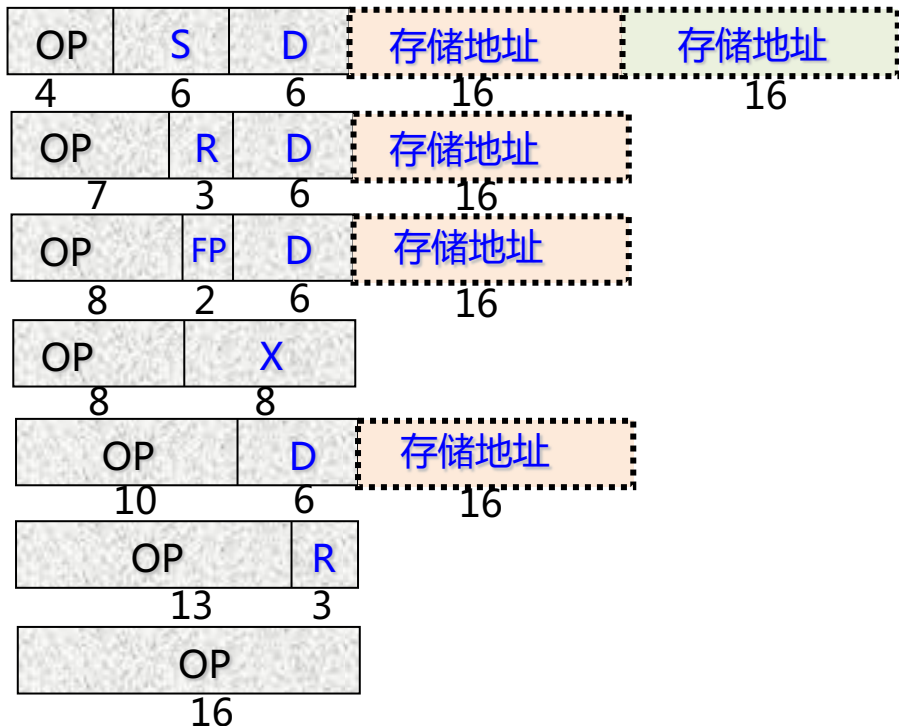 OP S D 存储地址 存储地址
4 6 6 16 16
OP R D 存储地址
7 3 6 16
OP FP D 存储地址
8 2 6 16
OP X
8 8
OP D 存储地址
10 6 16
OP R
13 3
OP
16